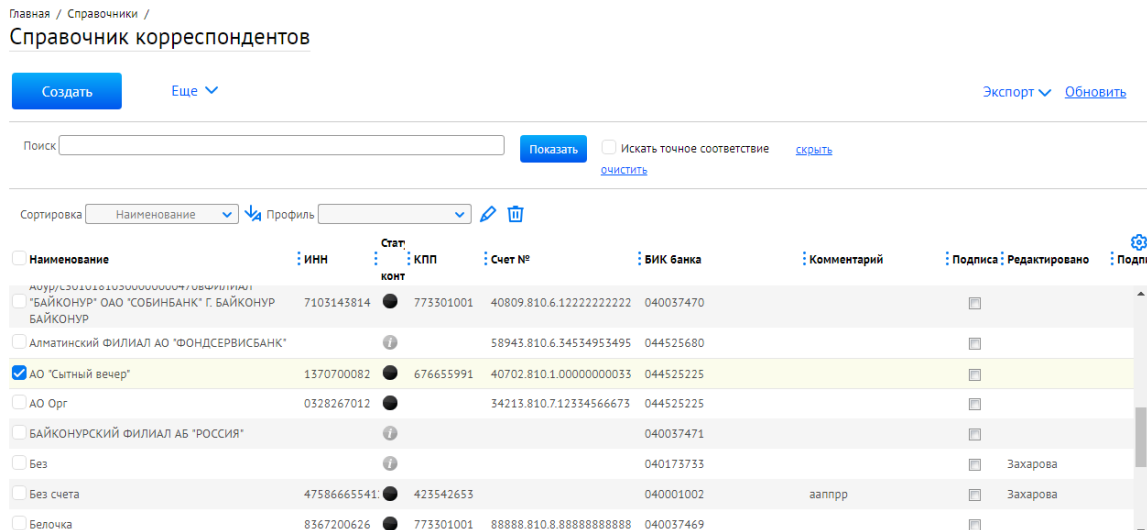 Главная / Справочники /
Справочник корреспондентов
Создать Еще Экспорт Обновить
Поиск Показать Искать точное соответствие скрыть
очистить
Сортировка Наименование Профиль
Стату
Наименование ИНН КПП Счет № БИК банка Комментарий Подписа Редактировано Подпи
конт
"БАЙКОНУР" ОАО "СОБИНБАНК" Г. БАЙКОНУР 7103143814 773301001 40809.810.6.12222222222 040037470
БАЙКОНУР
Алматинский ФИЛИАЛ АО "ФОНДСЕРВИСБАНК" 58943.810.6.34534953495 044525680
АО "Сытный вечер" 1370700082 676655991 40702.810.1.00000000033 044525225
АО Орг 0328267012 34213.810.7.12334566673 044525225
БАЙКОНУРСКИЙ ФИЛИАЛ АБ "РОССИЯ" 040037471
Без 040173733 Захарова
Без счета 47586665541 423542653 040001002 ааппрр Захарова
Белочка 8367200626 773301001 88888.810.8.88888888888 040037469